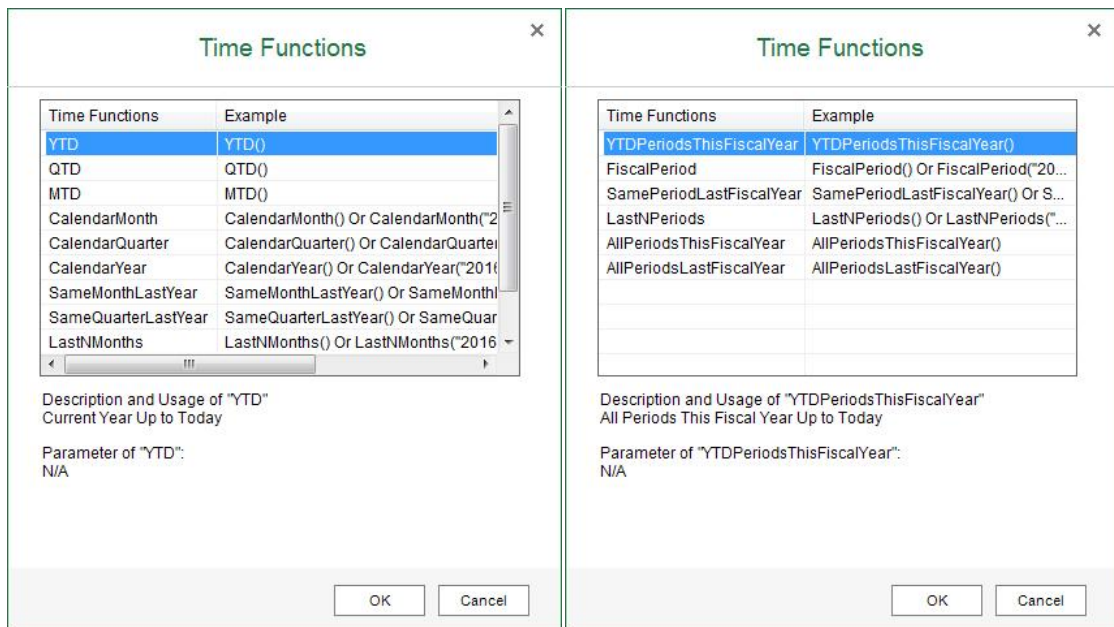 Time Functions
Time Functions Example
YTD YTD()
QTD QTD()
MTD MTD()
CalendarMonth CalendarMonth() Or CalendarMonth("2
CalendarQuarter CalendarQuarter() Or CalendarQuarter
CalendarYear CalendarYear() Or CalendarYear("2016
SameMonthLastYear SameMonthLastYear() Or SameMonthl
SameQuarterLastYear SameQuarterLastYear() Or SameQuar
LastNMonths LastNMonths() Or LastNMonths("2016
Description and Usage of "YTD"
Current Year Up to Today
Parameter of "YTD":
N/A
OK Cancel
Time Functions
Time Functions Example
YTDPeriodsThisFiscalYear YTDPeriodsThisFiscalYear()
FiscalPeriod FiscalPeriod() Or FiscalPeriod("20...
SamePeriodLastFiscalYear SamePeriodLastFiscalYear() Or S...
LastNPeriods LastNPeriods() Or LastNPeriods("...
AllPeriodsThisFiscalYear AllPeriodsThisFiscalYear()
AllPeriodsLastFiscalYear AllPeriodsLastFiscalYear()
Description and Usage of "YTDPeriodsThisFiscalYear"
All Periods This Fiscal Year Up to Today
Parameter of "YTDPeriodsThisFiscalYear":
N/A
OK Cancel